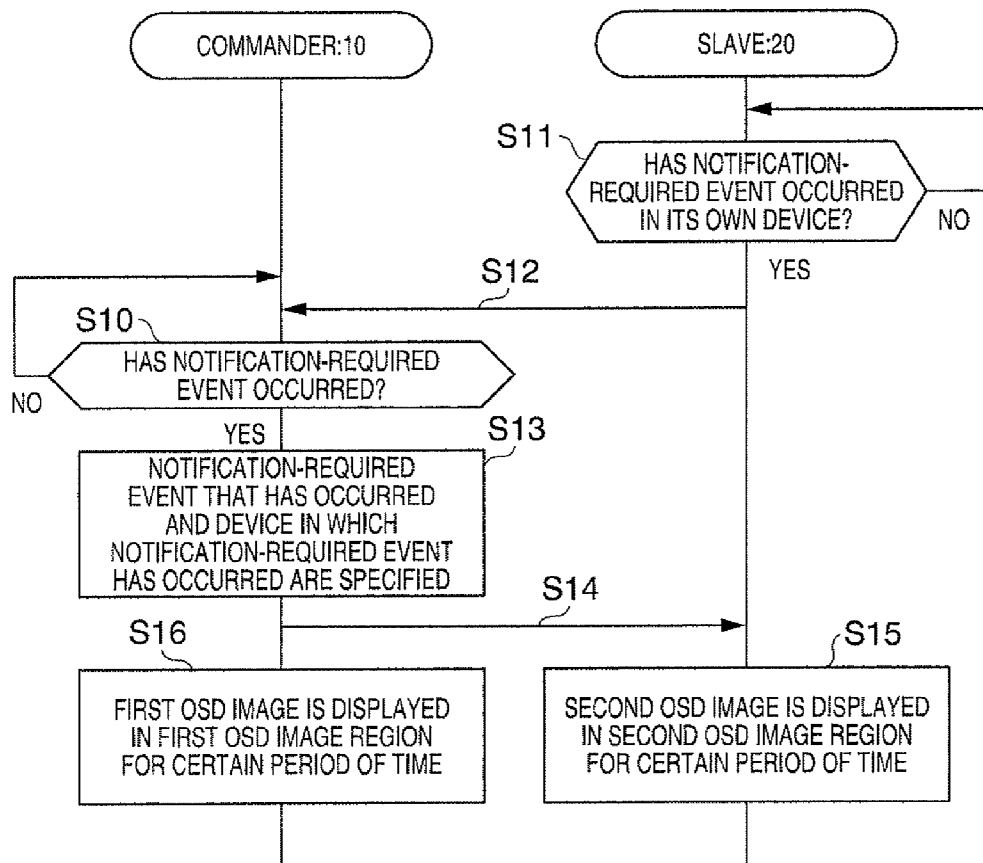 COMMANDER:10
SLAVE:20
S11
HAS NOTIFICATION-
REQUIRED EVENT OCCURRED
IN ITS OWN DEVICE?
NO
YES
S12
S10
HAS NOTIFICATION-REQUIRED
EVENT OCCURRED?
NO
YES
S13
NOTIFICATION-REQUIRED
EVENT THAT HAS OCCURRED
AND DEVICE IN WHICH
NOTIFICATION-REQUIRED EVENT
HAS OCCURRED ARE SPECIFIED
S14
S16
FIRST OSD IMAGE IS DISPLAYED
IN FIRST OSD IMAGE REGION
FOR CERTAIN PERIOD OF TIME
S15
SECOND OSD IMAGE IS DISPLAYED
IN SECOND OSD IMAGE REGION
FOR CERTAIN PERIOD OF TIME